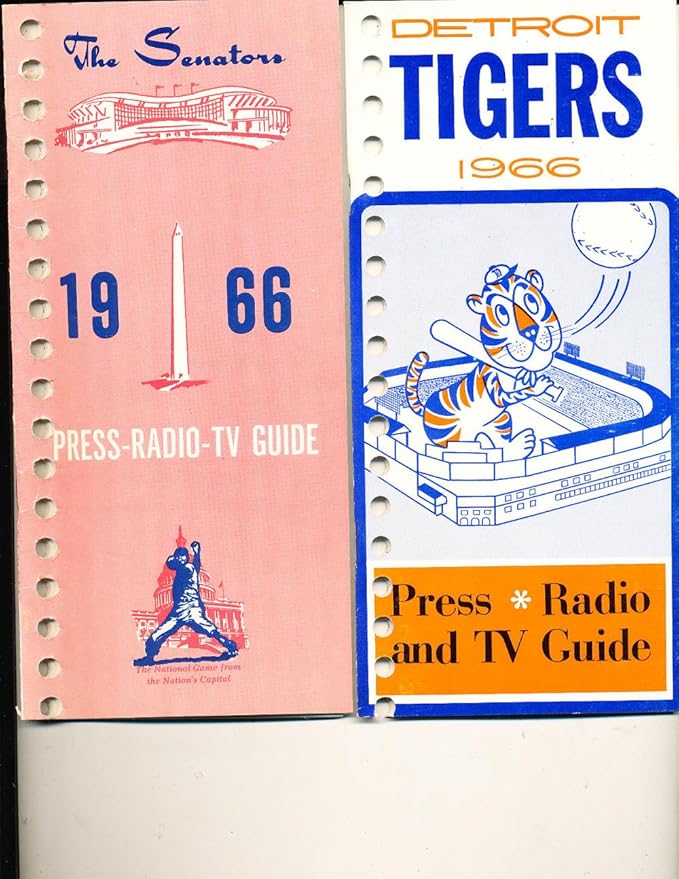 The Senators
19 66
PRESS-RADIO-TV GUIDE
The National Game from
the Nation's Capital
DETROIT
TIGERS
1966
Press * Radio
and TV Guide